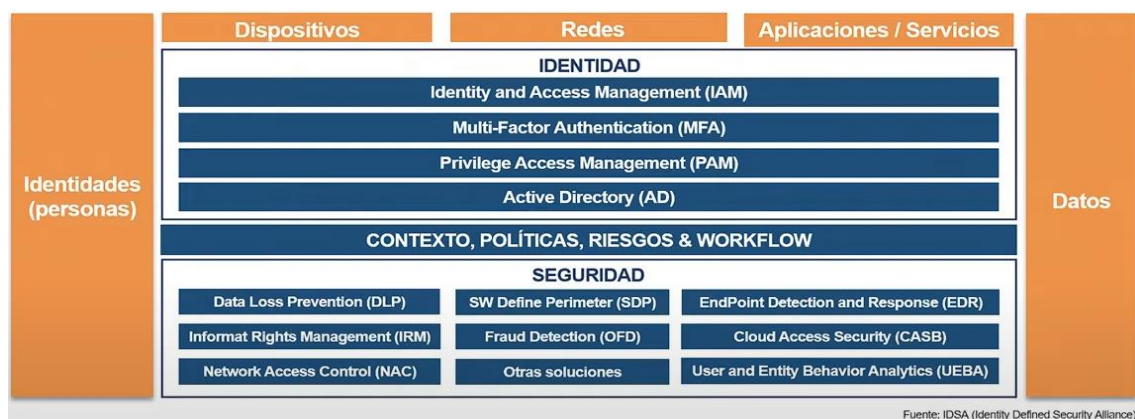 Dispositivos
Redes
Aplicaciones / Servicios
Identidades
(personas)
IDENTIDAD
Identity and Access Management (IAM)
Multi-Factor Authentication (MFA)
Privilege Access Management (PAM)
Active Directory (AD)
CONTEXTO, POLÍTICAS, RIESGOS & WORKFLOW
SEGURIDAD
Data Loss Prevention (DLP)
SW Define Perimeter (SDP)
EndPoint Detection and Response (EDR)
Informat Rights Management (IRM)
Fraud Detection (OFD)
Cloud Access Security (CASB)
Network Access Control (NAC)
Otras soluciones
User and Entity Behavior Analytics (UEBA)
Datos
Fuente: IDSA (Identity Defined Security Alliance)